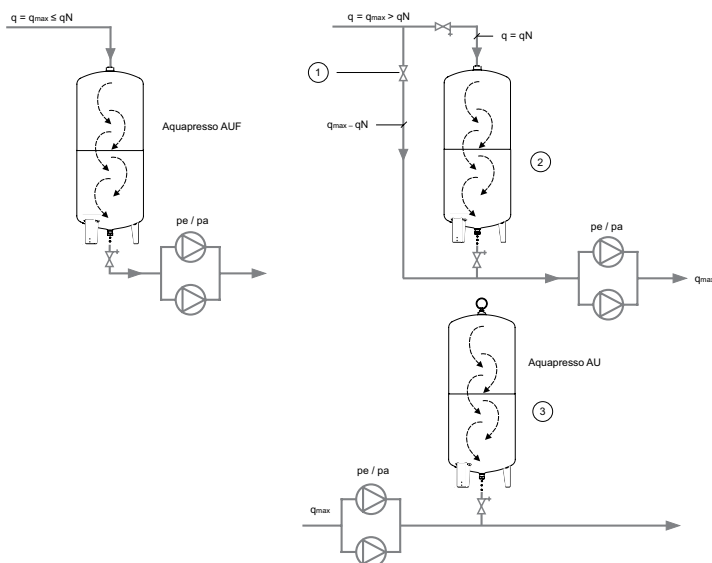 q = qmax ≤ qN
Aquapresso AUF
pe / pa
q = qmax > qN
q = qN
1
qmax – qN
2
pe / pa
qmax
Aquapresso AU
3
pe / pa
qmax